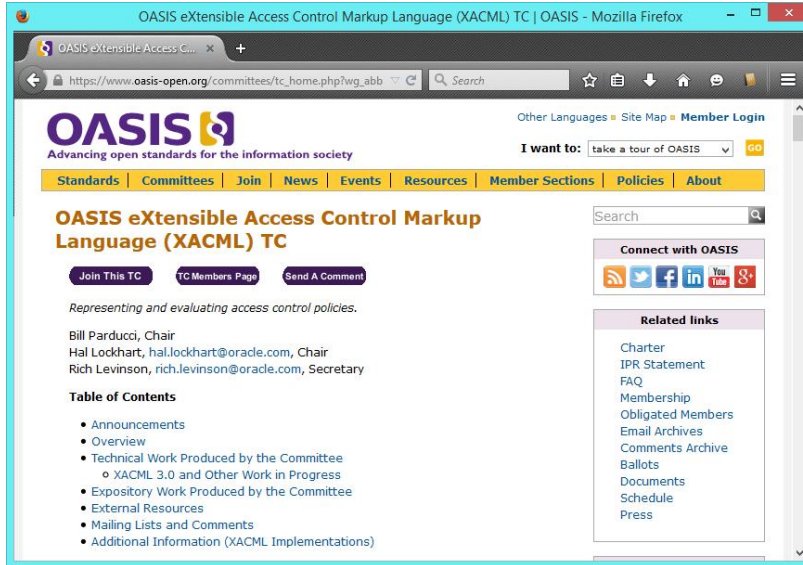 OASIS eXtensible Access Control Markup Language (XACML) TC | OASIS - Mozilla Firefox
OASIS eXtensible Access C...
https://www.oasis-open.org/committees/tc_home.php?wg_abb
Search
OASIS
Advancing open standards for the information society
Other Languages Site Map Member Login
I want to: take a tour of OASIS GO
Standards | Committees | Join | News | Events | Resources | Member Sections | Policies | About
OASIS eXtensible Access Control Markup
Language (XACML) TC
Join This TC TC Members Page Send A Comment
Representing and evaluating access control policies.
Bill Parducci, Chair
Hal Lockhart, hal.lockhart@oracle.com, Chair
Rich Levinson, rich.levinson@oracle.com, Secretary
Table of Contents
• Announcements
• Overview
• Technical Work Produced by the Committee
o XACML 3.0 and Other Work in Progress
• Expository Work Produced by the Committee
• External Resources
• Mailing Lists and Comments
• Additional Information (XACML Implementations)
Search
Connect with OASIS
in You Tube 8+
Related links
Charter
IPR Statement
FAQ
Membership
Obligated Members
Email Archives
Comments Archive
Ballots
Documents
Schedule
Press